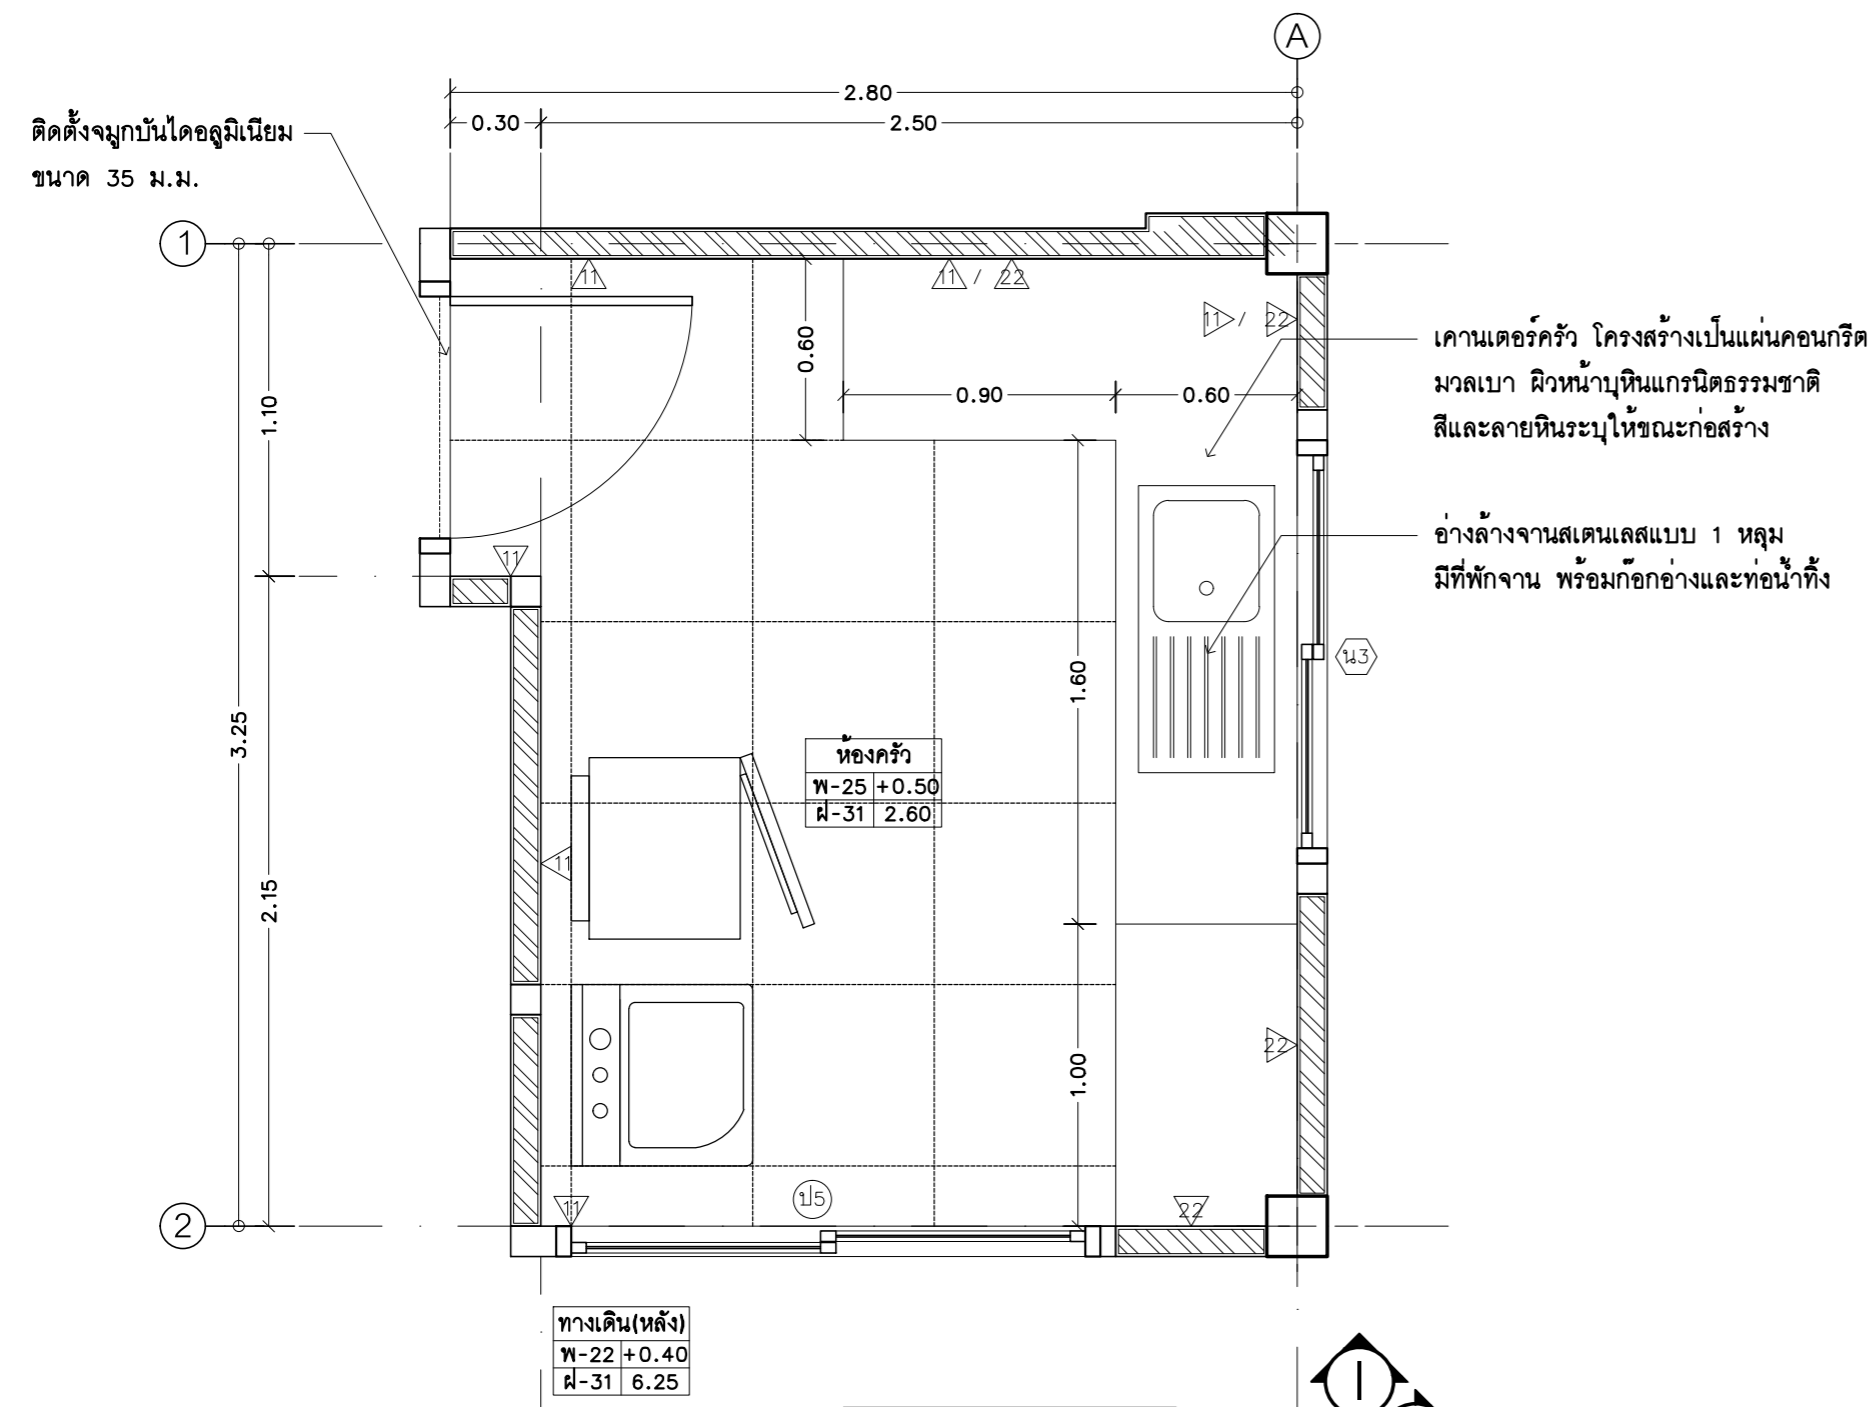 A
2.80
0.30
2.50
ติดตั้งจมูกบันไดอลูมิเนียม
ขนาด 35 ม.ม.
1
11
11 / 22
11 / 22
เคานเตอร์ครัว โครงสร้างเป็นแผ่นคอนกรีต
มวลเบา ผิวหน้าบุหินแกรนิตธรรมชาติ
สีและลายหินระบุให้ขณะก่อสร้าง
0.60
0.90
0.60
1.10
อ่างล้างจานสเตนเลสแบบ 1 หลุม
มีที่พักจาน พร้อมก๊อกอ่างและท่อน้ำทิ้ง
11
น3
1.60
3.25
ห้องครัว
พ-25 +0.50
ฝ-31 2.60
11
2.15
22
1.00
ป5
11
22
2
ทางเดิน(หลัง)
พ-22 +0.40
ฝ-31 6.25
1